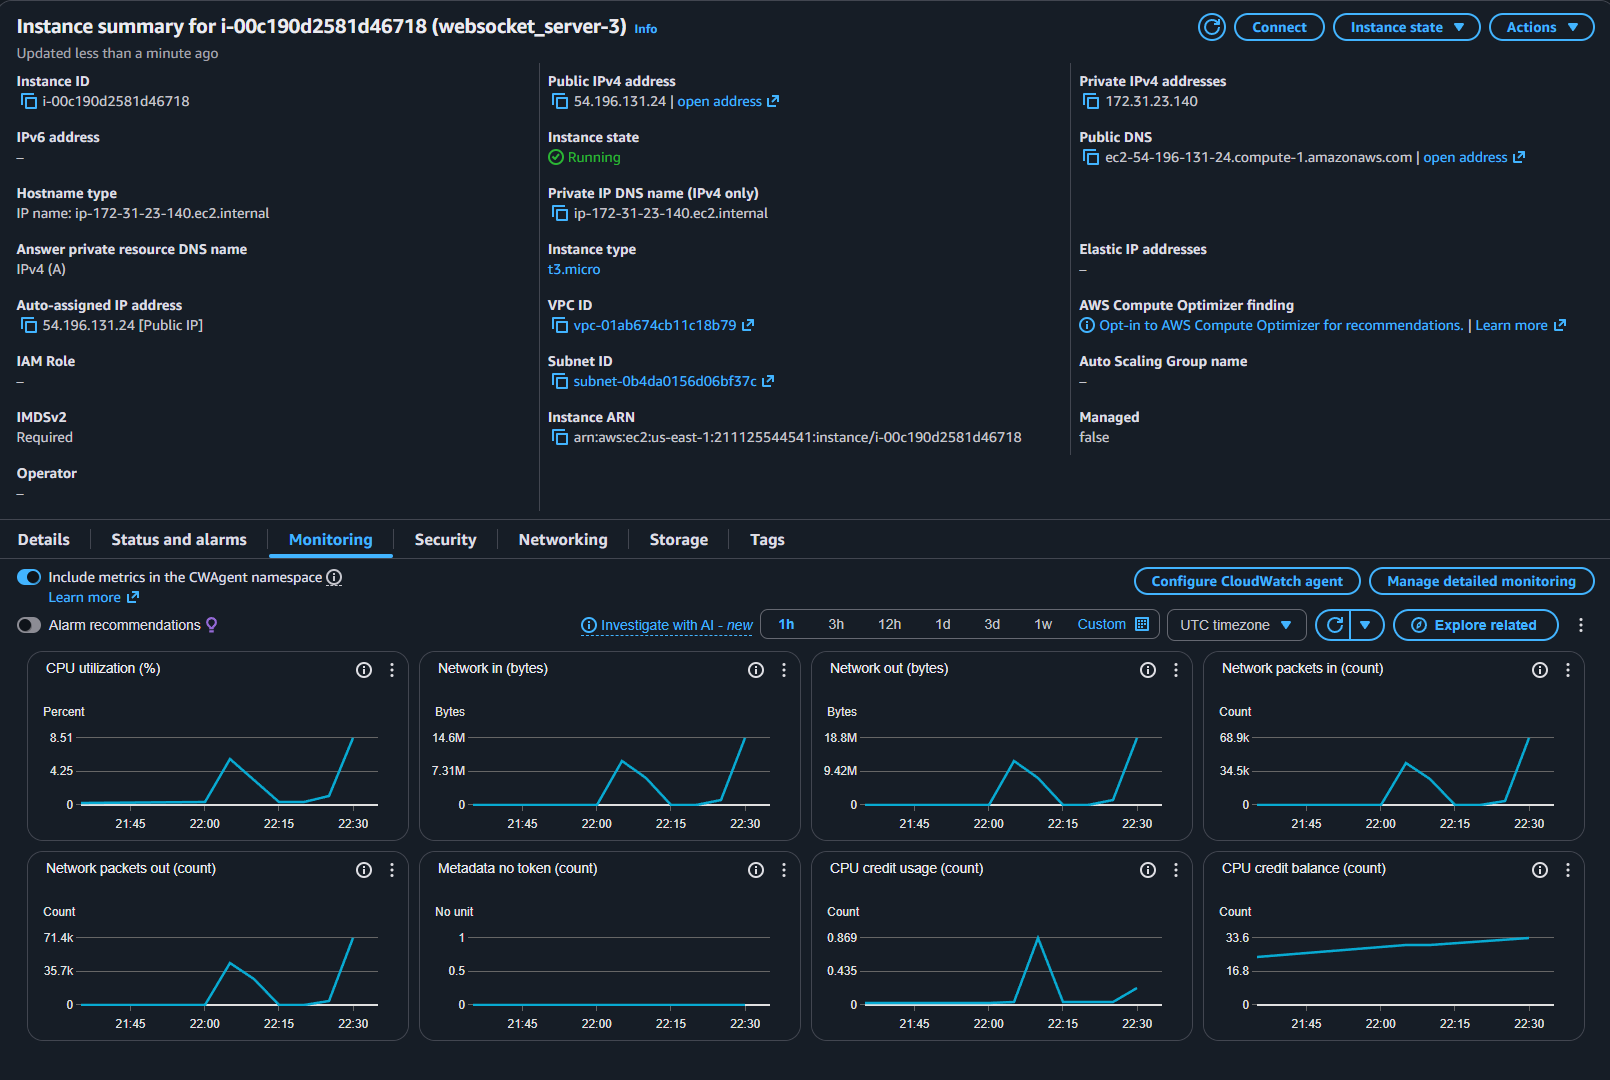 Instance summary for i-00c190d2581d46718 (websocket_server-3) Info
Connect
Instance state
Actions
Updated less than a minute ago
Instance ID
i-00c190d2581d46718
Public IPv4 address
54.196.131.24 | open address
Private IPv4 addresses
172.31.23.140
IPv6 address
–
Instance state
Running
Public DNS
ec2-54-196-131-24.compute-1.amazonaws.com | open address
Hostname type
IP name: ip-172-31-23-140.ec2.internal
Private IP DNS name (IPv4 only)
ip-172-31-23-140.ec2.internal
Answer private resource DNS name
IPv4 (A)
Instance type
t3.micro
Elastic IP addresses
–
Auto-assigned IP address
54.196.131.24 [Public IP]
VPC ID
vpc-01ab674cb11c18b79
AWS Compute Optimizer finding
Opt-in to AWS Compute Optimizer for recommendations. | Learn more
IAM Role
–
Subnet ID
subnet-0b4da0156d06bf37c
Auto Scaling Group name
–
IMDSv2
Required
Instance ARN
arn:aws:ec2:us-east-1:211125544541:instance/i-00c190d2581d46718
Managed
false
Operator
–
Details
Status and alarms
Monitoring
Security
Networking
Storage
Tags
Include metrics in the CWAgent namespace
Learn more
Configure CloudWatch agent
Manage detailed monitoring
Alarm recommendations
Investigate with AI - new
1h
3h
12h
1d
3d
1w
Custom
UTC timezone
Explore related
CPU utilization (%)
Percent
8.51
4.25
0
21:45
22:00
22:15
22:30
Network in (bytes)
Bytes
14.6M
7.31M
0
21:45
22:00
22:15
22:30
Network out (bytes)
Bytes
18.8M
9.42M
0
21:45
22:00
22:15
22:30
Network packets in (count)
Count
68.9k
34.5k
0
21:45
22:00
22:15
22:30
Network packets out (count)
Count
71.4k
35.7k
0
21:45
22:00
22:15
22:30
Metadata no token (count)
No unit
1
0.5
0
21:45
22:00
22:15
22:30
CPU credit usage (count)
Count
0.869
0.435
0
21:45
22:00
22:15
22:30
CPU credit balance (count)
Count
33.6
16.8
0
21:45
22:00
22:15
22:30